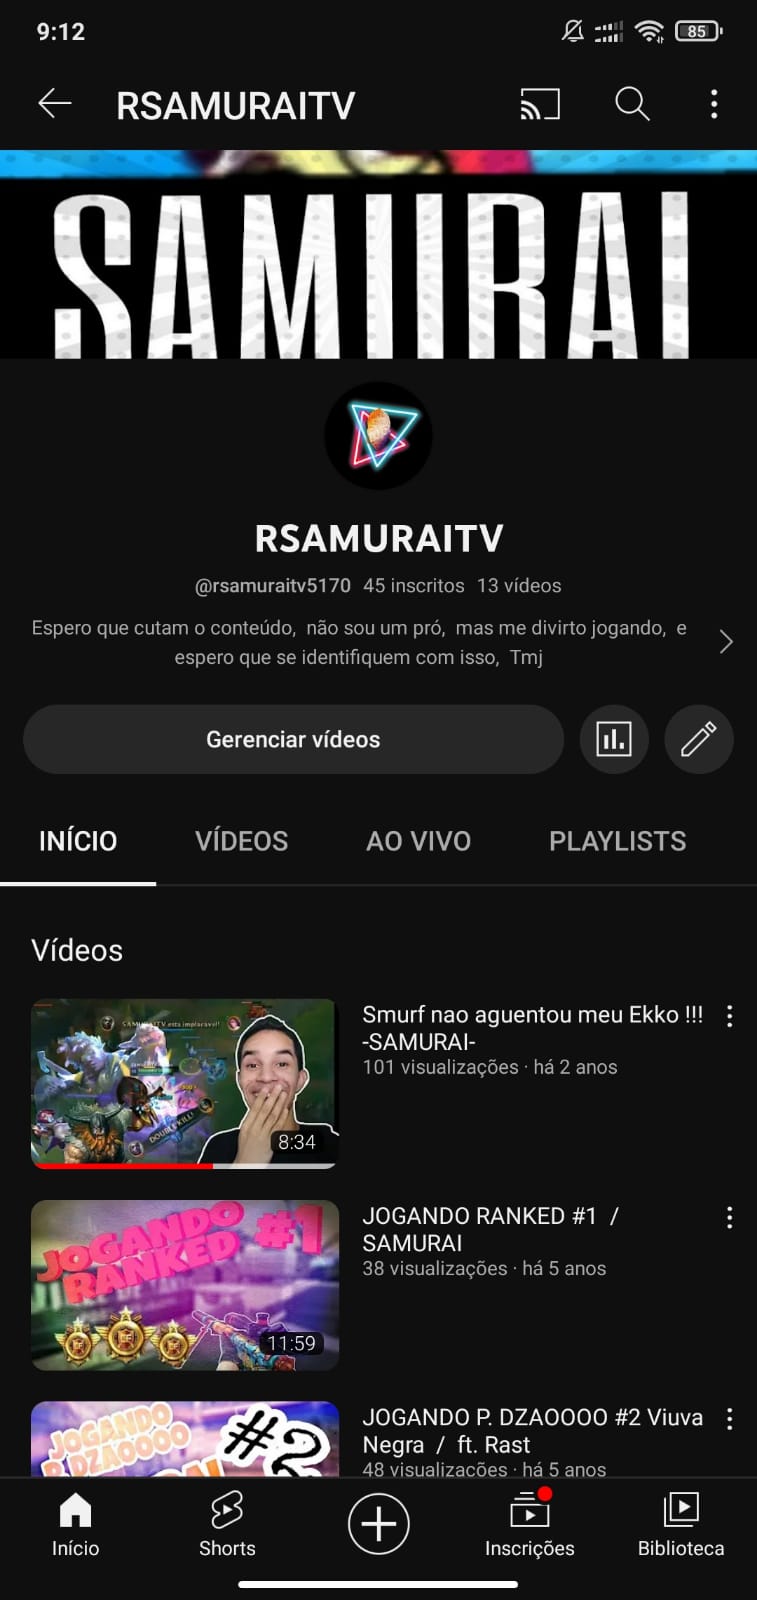 9:12
85
RSAMURAITV
SAMURAI
RSAMURAITV
@rsamuraitv5170 45 inscritos 13 vídeos
Espero que cutam o conteúdo, não sou um pró, mas me divirto jogando, e
espero que se identifiquem com isso, Tmj
Gerenciar vídeos
INÍCIO VÍDEOS AO VIVO PLAYLISTS
Vídeos
SAMURAITV esta implacavel!
DOUBLE KILL!
8:34
Smurf nao aguentou meu Ekko !!!
-SAMURAI-
101 visualizações · há 2 anos
JOGANDO #1
RANKED
11:59
JOGANDO RANKED #1 /
SAMURAI
38 visualizações · há 5 anos
JOGANDO
P. DZAOOOO
#2
JOGANDO P. DZAOOOO #2 Viuva
Negra / ft. Rast
48 visualizações · há 5 anos
Início Shorts Inscrições Biblioteca